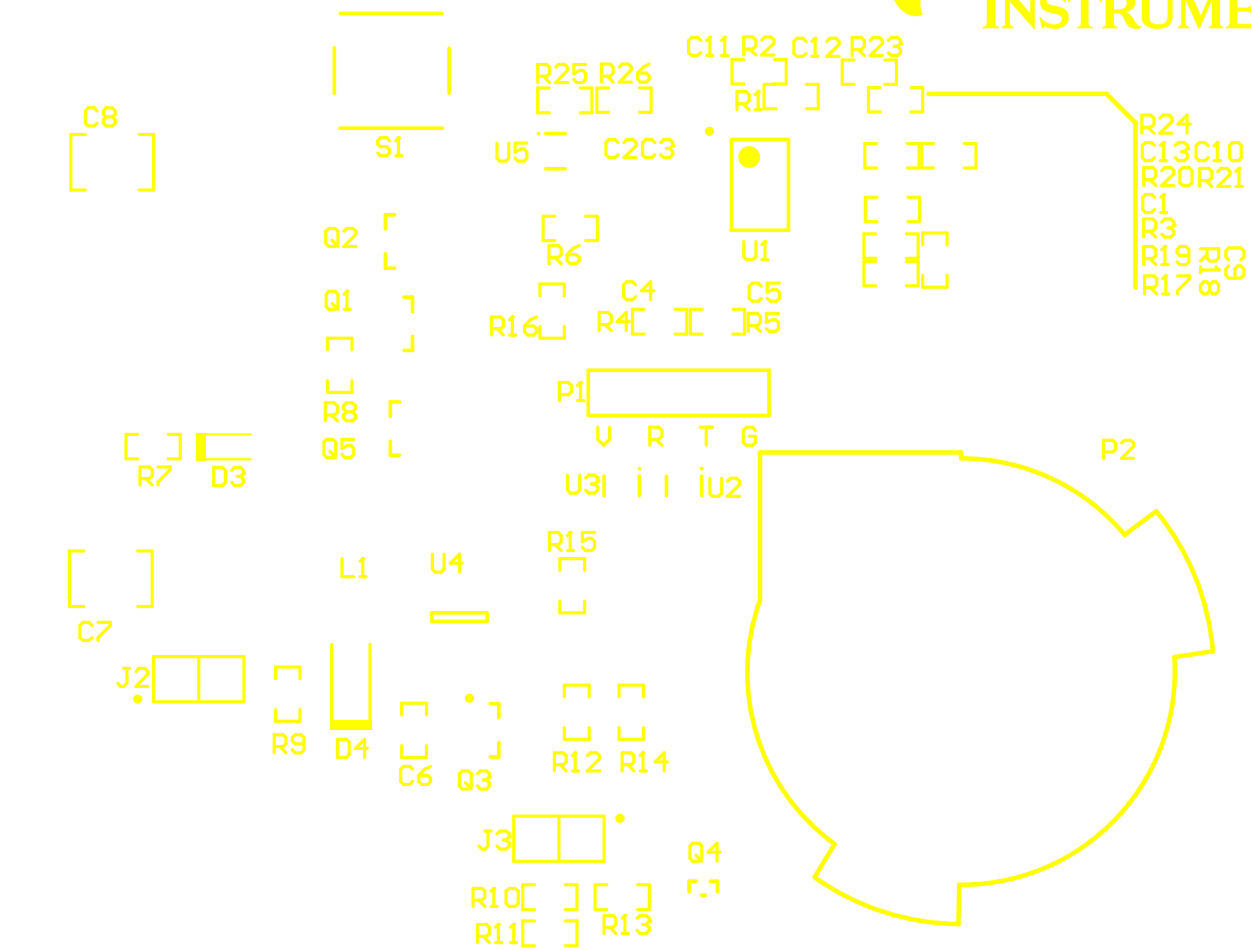 INSTRUME
C11 R2 C12 R23
R25 R26
R1
C8
R24
S1
U5
C2C3
C13C10
R20R21
C1
R3
Q2
R6
U1
R19
R18
C9
R17
Q1
C4
C5
R16
R4
R5
P1
R8
V R T G
Q5
P2
R7
D3
U3
U2
R15
L1
U4
C7
J2
R9
D4
C6
Q3
R12
R14
J3
Q4
R10
R13
R11